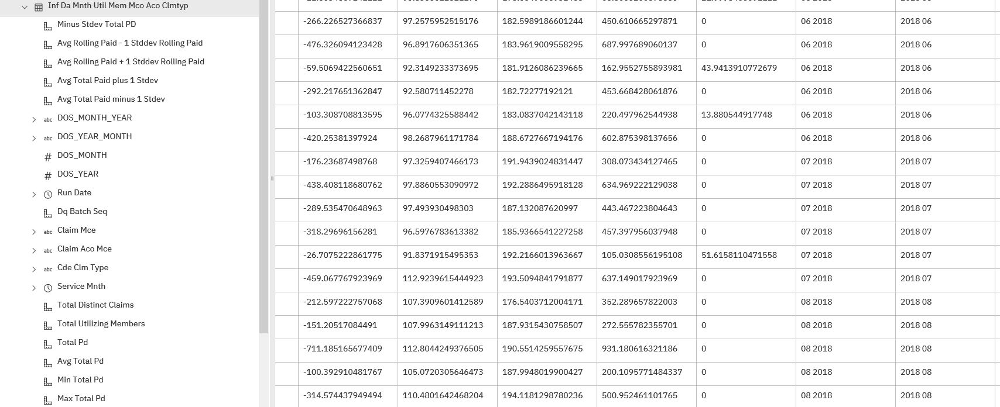 Inf Da Mnth Util Mem Mco Aco Clmtyp
Minus Stdev Total PD
Avg Rolling Paid - 1 Stddev Rolling Paid
Avg Rolling Paid + 1 Stddev Rolling Paid
Avg Total Paid plus 1 Stdev
Avg Total Paid minus 1 Stdev
abc DOS_MONTH_YEAR
abc DOS_YEAR_MONTH
# DOS_MONTH
# DOS_YEAR
Run Date
Dq Batch Seq
abc Claim Mce
abc Claim Aco Mce
abc Cde Clm Type
Service Mnth
Total Distinct Claims
Total Utilizing Members
Total Pd
Avg Total Pd
Min Total Pd
Max Total Pd
-266.226527366837 97.2575952515176 182.5989186601244 450.610665297871 0 06 2018 2018 06
-476.326094123428 96.8917606351365 183.9619009558295 687.997689060137 0 06 2018 2018 06
-59.5069422560651 92.3149233373695 181.9126086239665 162.9552755893981 43.9413910772679 06 2018 2018 06
-292.217651362847 92.580711452278 182.72277192121 453.668428061876 0 06 2018 2018 06
-103.308708813595 96.0774325588442 183.0837042143118 220.497962544938 13.880544917748 06 2018 2018 06
-420.25381397924 98.2687961171784 188.6727667194176 602.875398137656 0 06 2018 2018 06
-176.23687498768 97.3259407466173 191.9439024831447 308.073434127465 0 07 2018 2018 07
-438.408118680762 97.8860553090972 192.2886495918128 634.969222129038 0 07 2018 2018 07
-289.535470648963 97.493930498303 187.132087620997 443.467223804643 0 07 2018 2018 07
-318.29696156281 96.5976783613382 185.9366541227258 457.397956037948 0 07 2018 2018 07
-26.7075222861775 91.8371915495353 192.2166013963667 105.0308556195108 51.6158110471558 07 2018 2018 07
-459.067767923969 112.9239615444923 193.5094841791877 637.149017923969 0 07 2018 2018 07
-212.597222757068 107.3909601412589 176.5403712004171 352.289657822003 0 08 2018 2018 08
-151.20517084491 107.9963149111213 187.9315430758507 272.555782355701 0 08 2018 2018 08
-711.185165677409 112.8044249376505 190.5514259557675 931.180616321186 0 08 2018 2018 08
-100.392910481767 105.0720305646473 187.9948019900427 200.1095771484337 0 08 2018 2018 08
-314.574437949494 110.4801642468204 194.1181298780236 500.952461101765 0 08 2018 2018 08